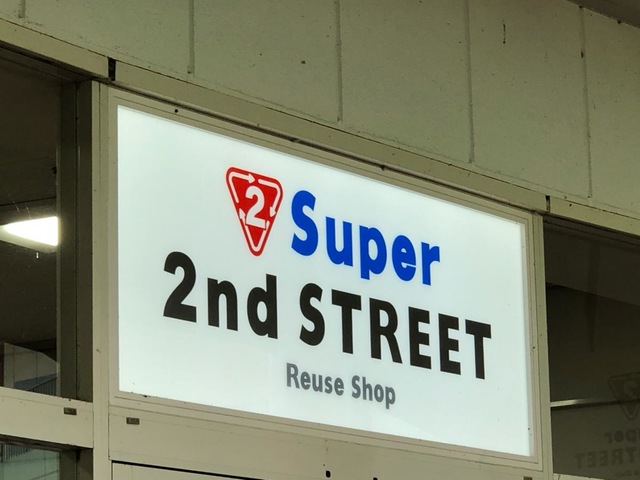 2 Super
2nd STREET
Reuse Shop